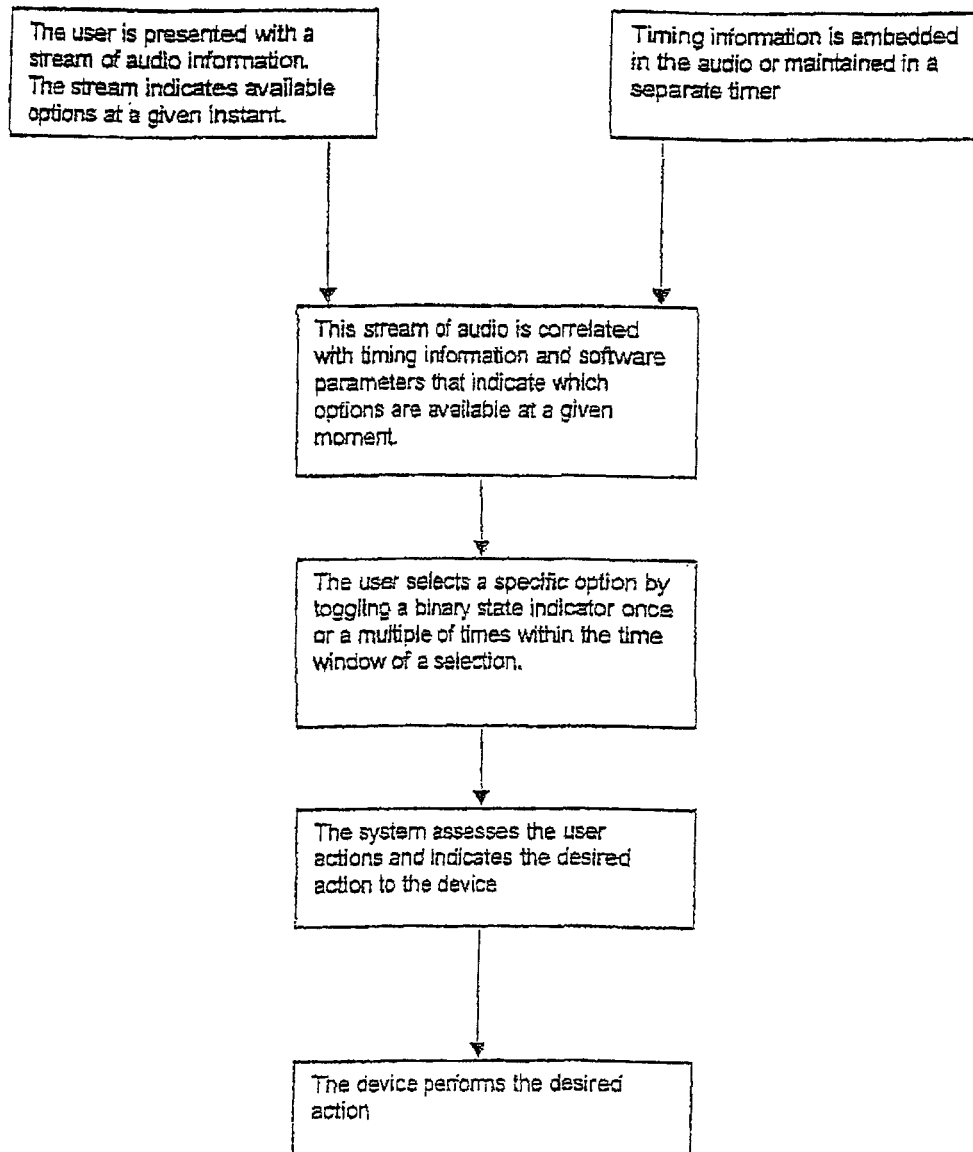 The user is presented with a
stream of audio information.
The stream indicates available
options at a given instant.
Timing information is embedded
in the audio or maintained in a
separate timer
This stream of audio is correlated
with timing information and software
parameters that indicate which
options are available at a given
moment.
The user selects a specific option by
toggling a binary state indicator once
or a multiple of times within the time
window of a selection.
The system assesses the user
actions and indicates the desired
action to the device
The device performs the desired
action